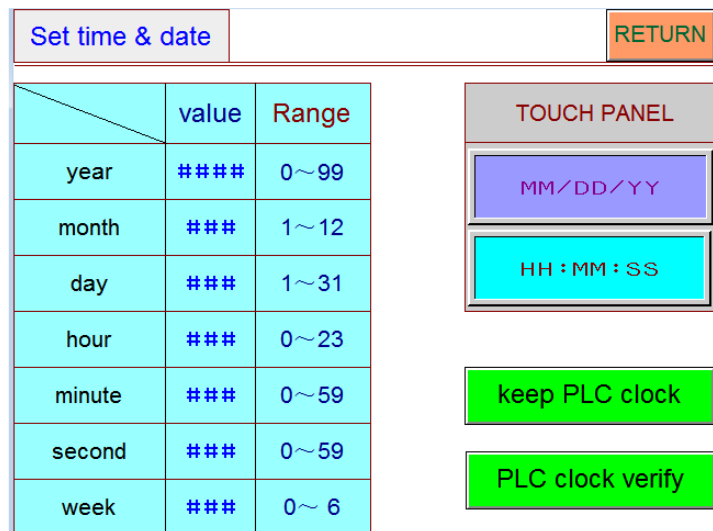 Set time & date RETURN
value Range TOUCH PANEL
year #### 0～99 MM/DD/YY
month ### 1～12
day ### 1～31 HH:MM:SS
hour ### 0～23
minute ### 0～59 keep PLC clock
second ### 0～59
week ### 0～ 6 PLC clock verify